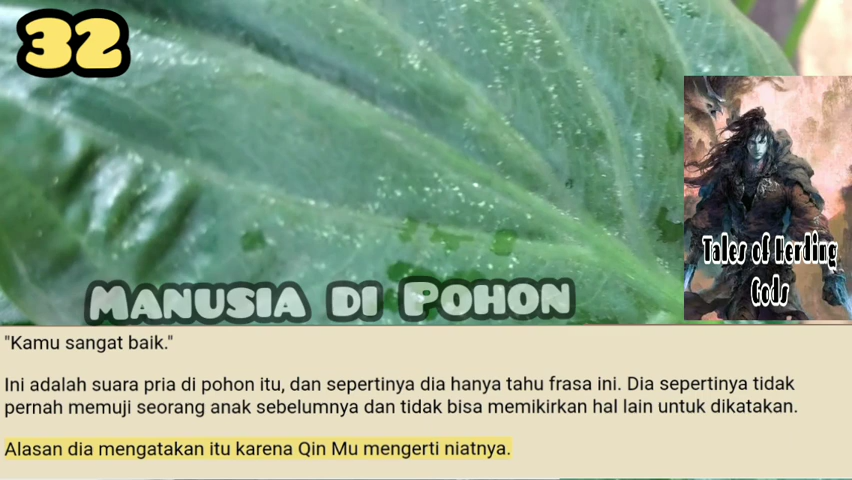 32
Tales of Herding
Gods
MANUSIA DI POHON
"Kamu sangat baik."
Ini adalah suara pria di pohon itu, dan sepertinya dia hanya tahu frasa ini. Dia sepertinya tidak
pernah memuji seorang anak sebelumnya dan tidak bisa memikirkan hal lain untuk dikatakan.
Alasan dia mengatakan itu karena Qin Mu mengerti niatnya.